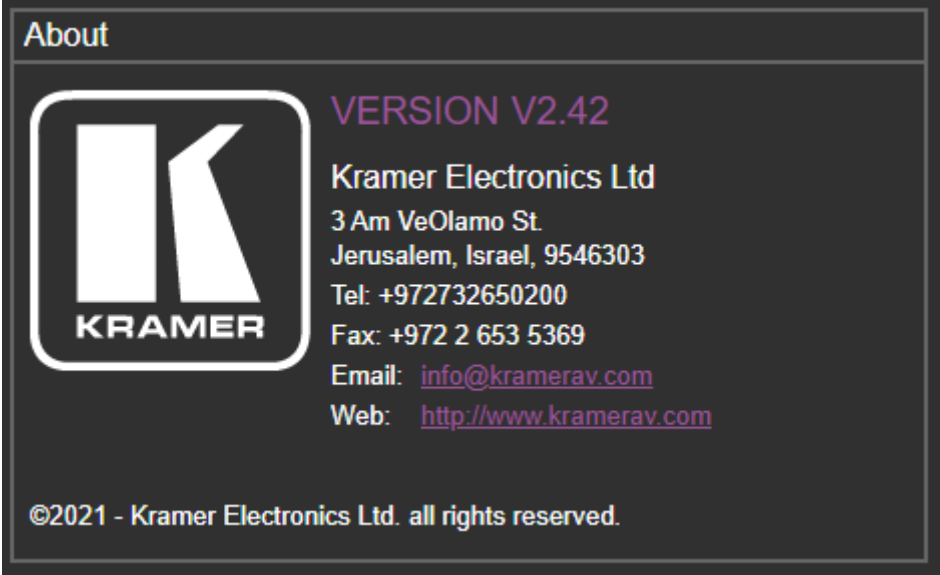 About
VERSION V2.42
Kramer Electronics Ltd
3 Am VeOlamo St.
Jerusalem, Israel, 9546303
Tel: +972732650200
Fax: +972 2 653 5369
Email: info@kramerav.com
Web: http://www.kramerav.com
K
KRAMER
©2021 - Kramer Electronics Ltd. all rights reserved.